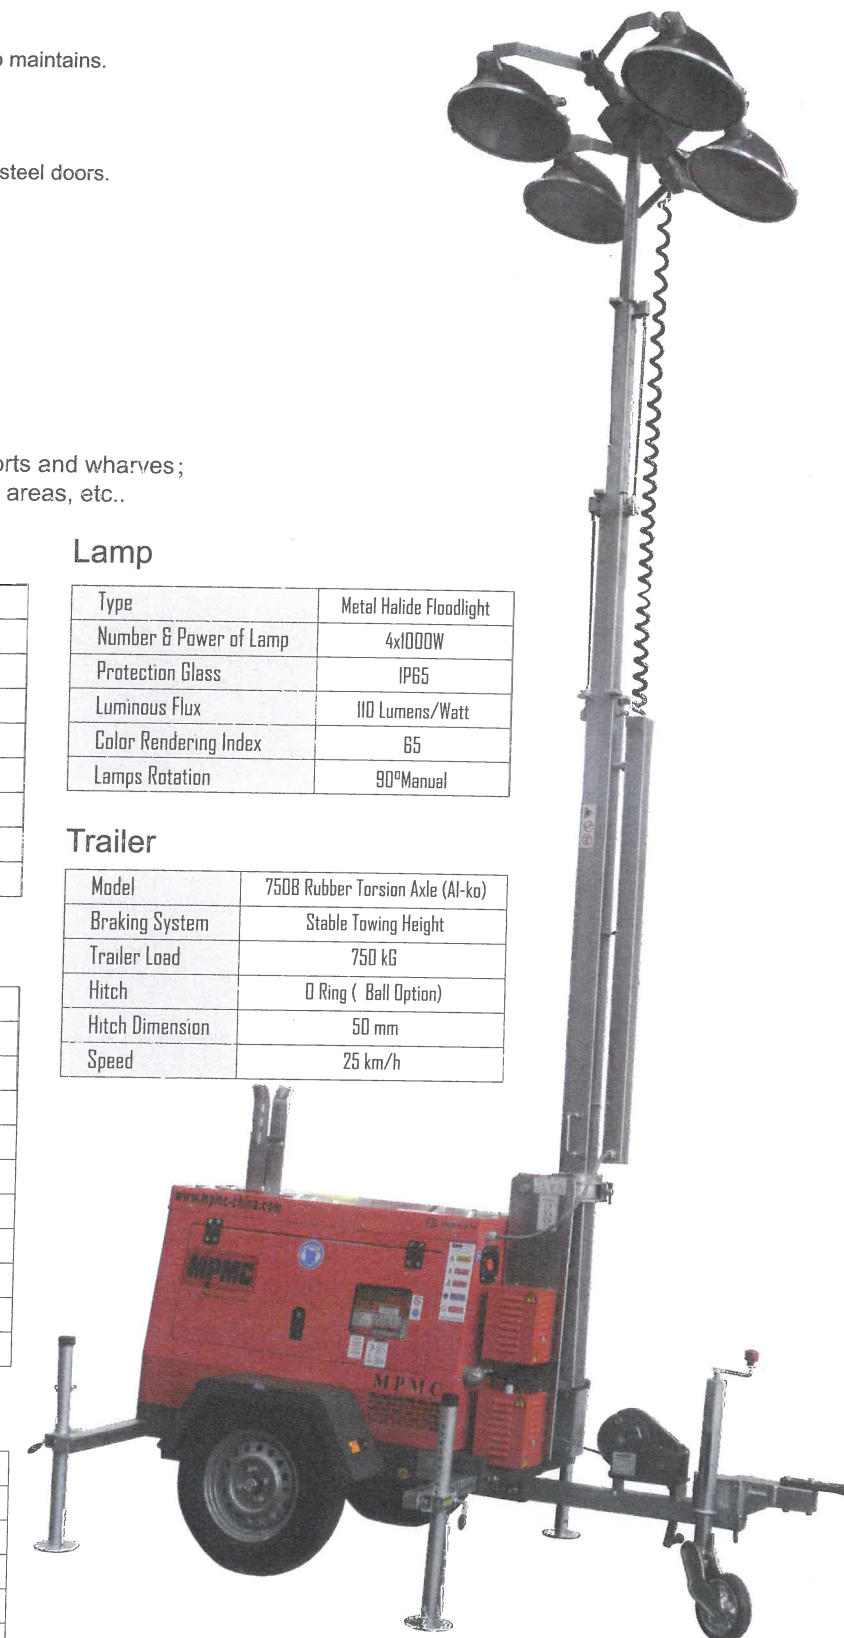 maintains.
steel doors.
orts and wharves;
areas, etc..
Lamp
Type Metal Halide Floodlight
Number & Power of Lamp 4x1000W
Protection Glass IP65
Luminous Flux 110 Lumens/Watt
Color Rendering Index 65
Lamps Rotation 90°Manual
Trailer
Model 750B Rubber Torsion Axle (Al-ko)
Braking System Stable Towing Height
Trailer Load 750 kG
Hitch O Ring ( Ball Option)
Hitch Dimension 50 mm
Speed 25 km/h
www.mpmc-china.com
MPMC
MPMC